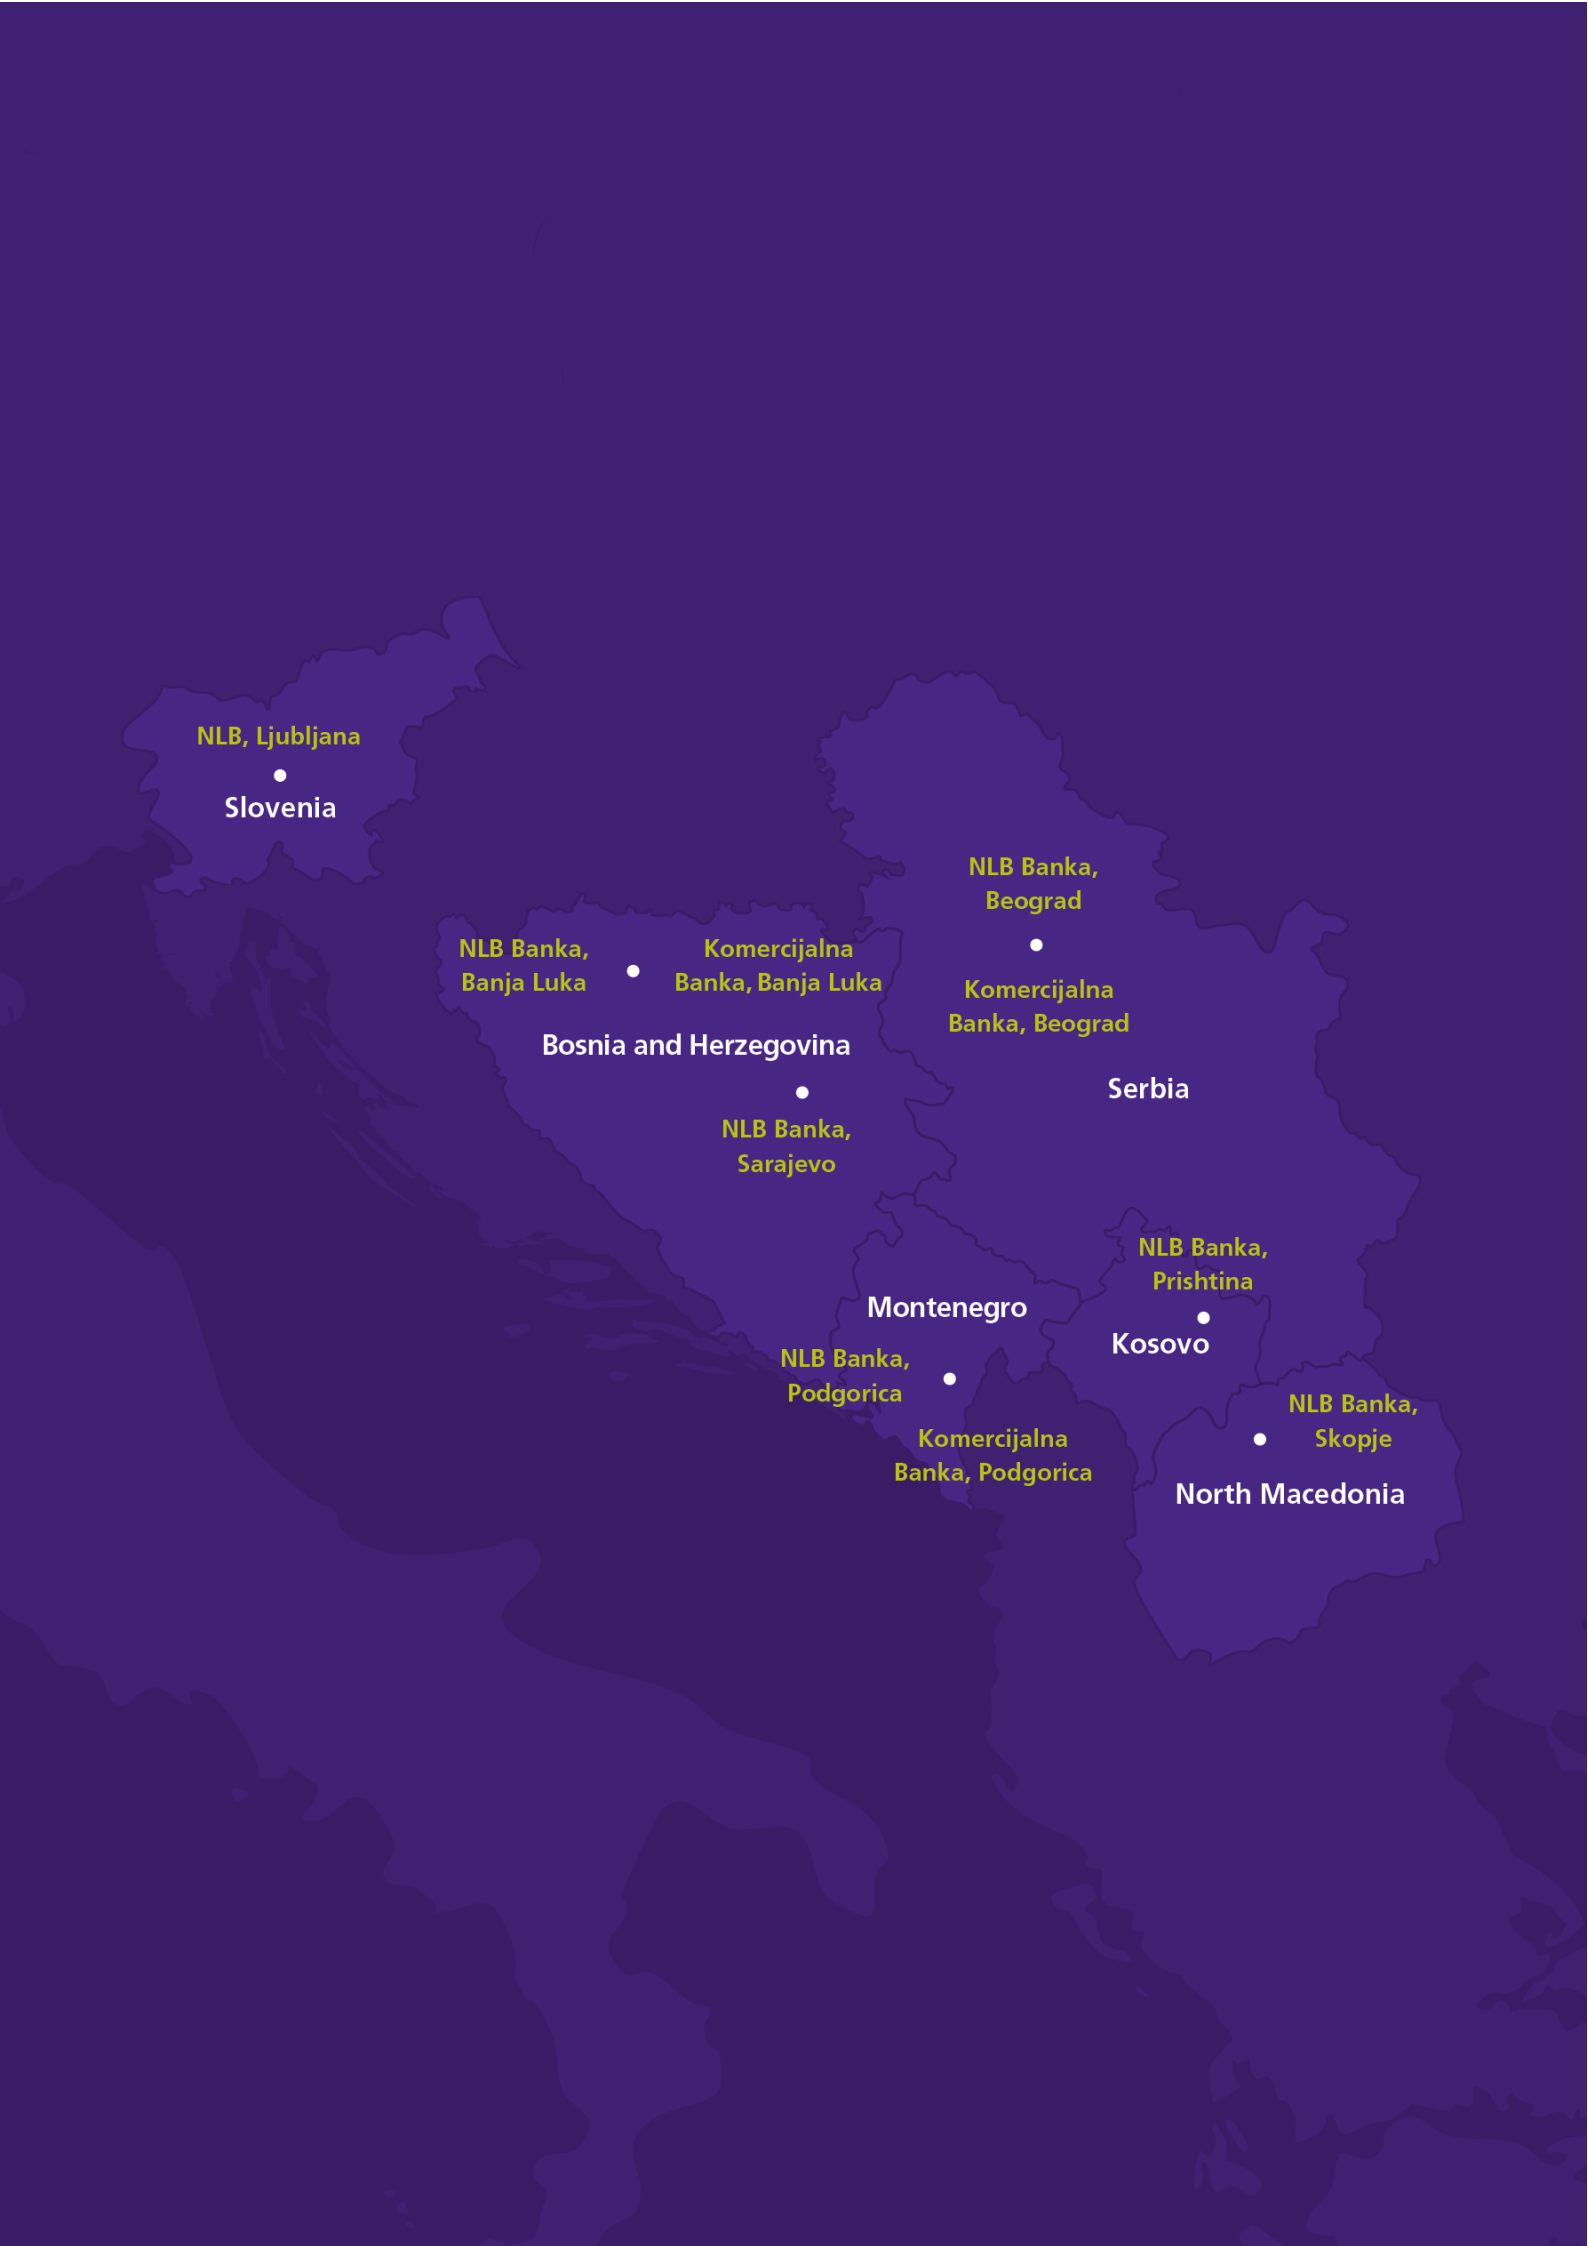 NLB, Ljubljana
Slovenia
NLB Banka,
Beograd
Komercijalna
Banka, Beograd
Serbia
NLB Banka,
Banja Luka
Komercijalna
Banka, Banja Luka
Bosnia and Herzegovina
NLB Banka,
Sarajevo
NLB Banka,
Prishtina
Kosovo
Montenegro
NLB Banka,
Podgorica
Komercijalna
Banka, Podgorica
NLB Banka,
Skopje
North Macedonia